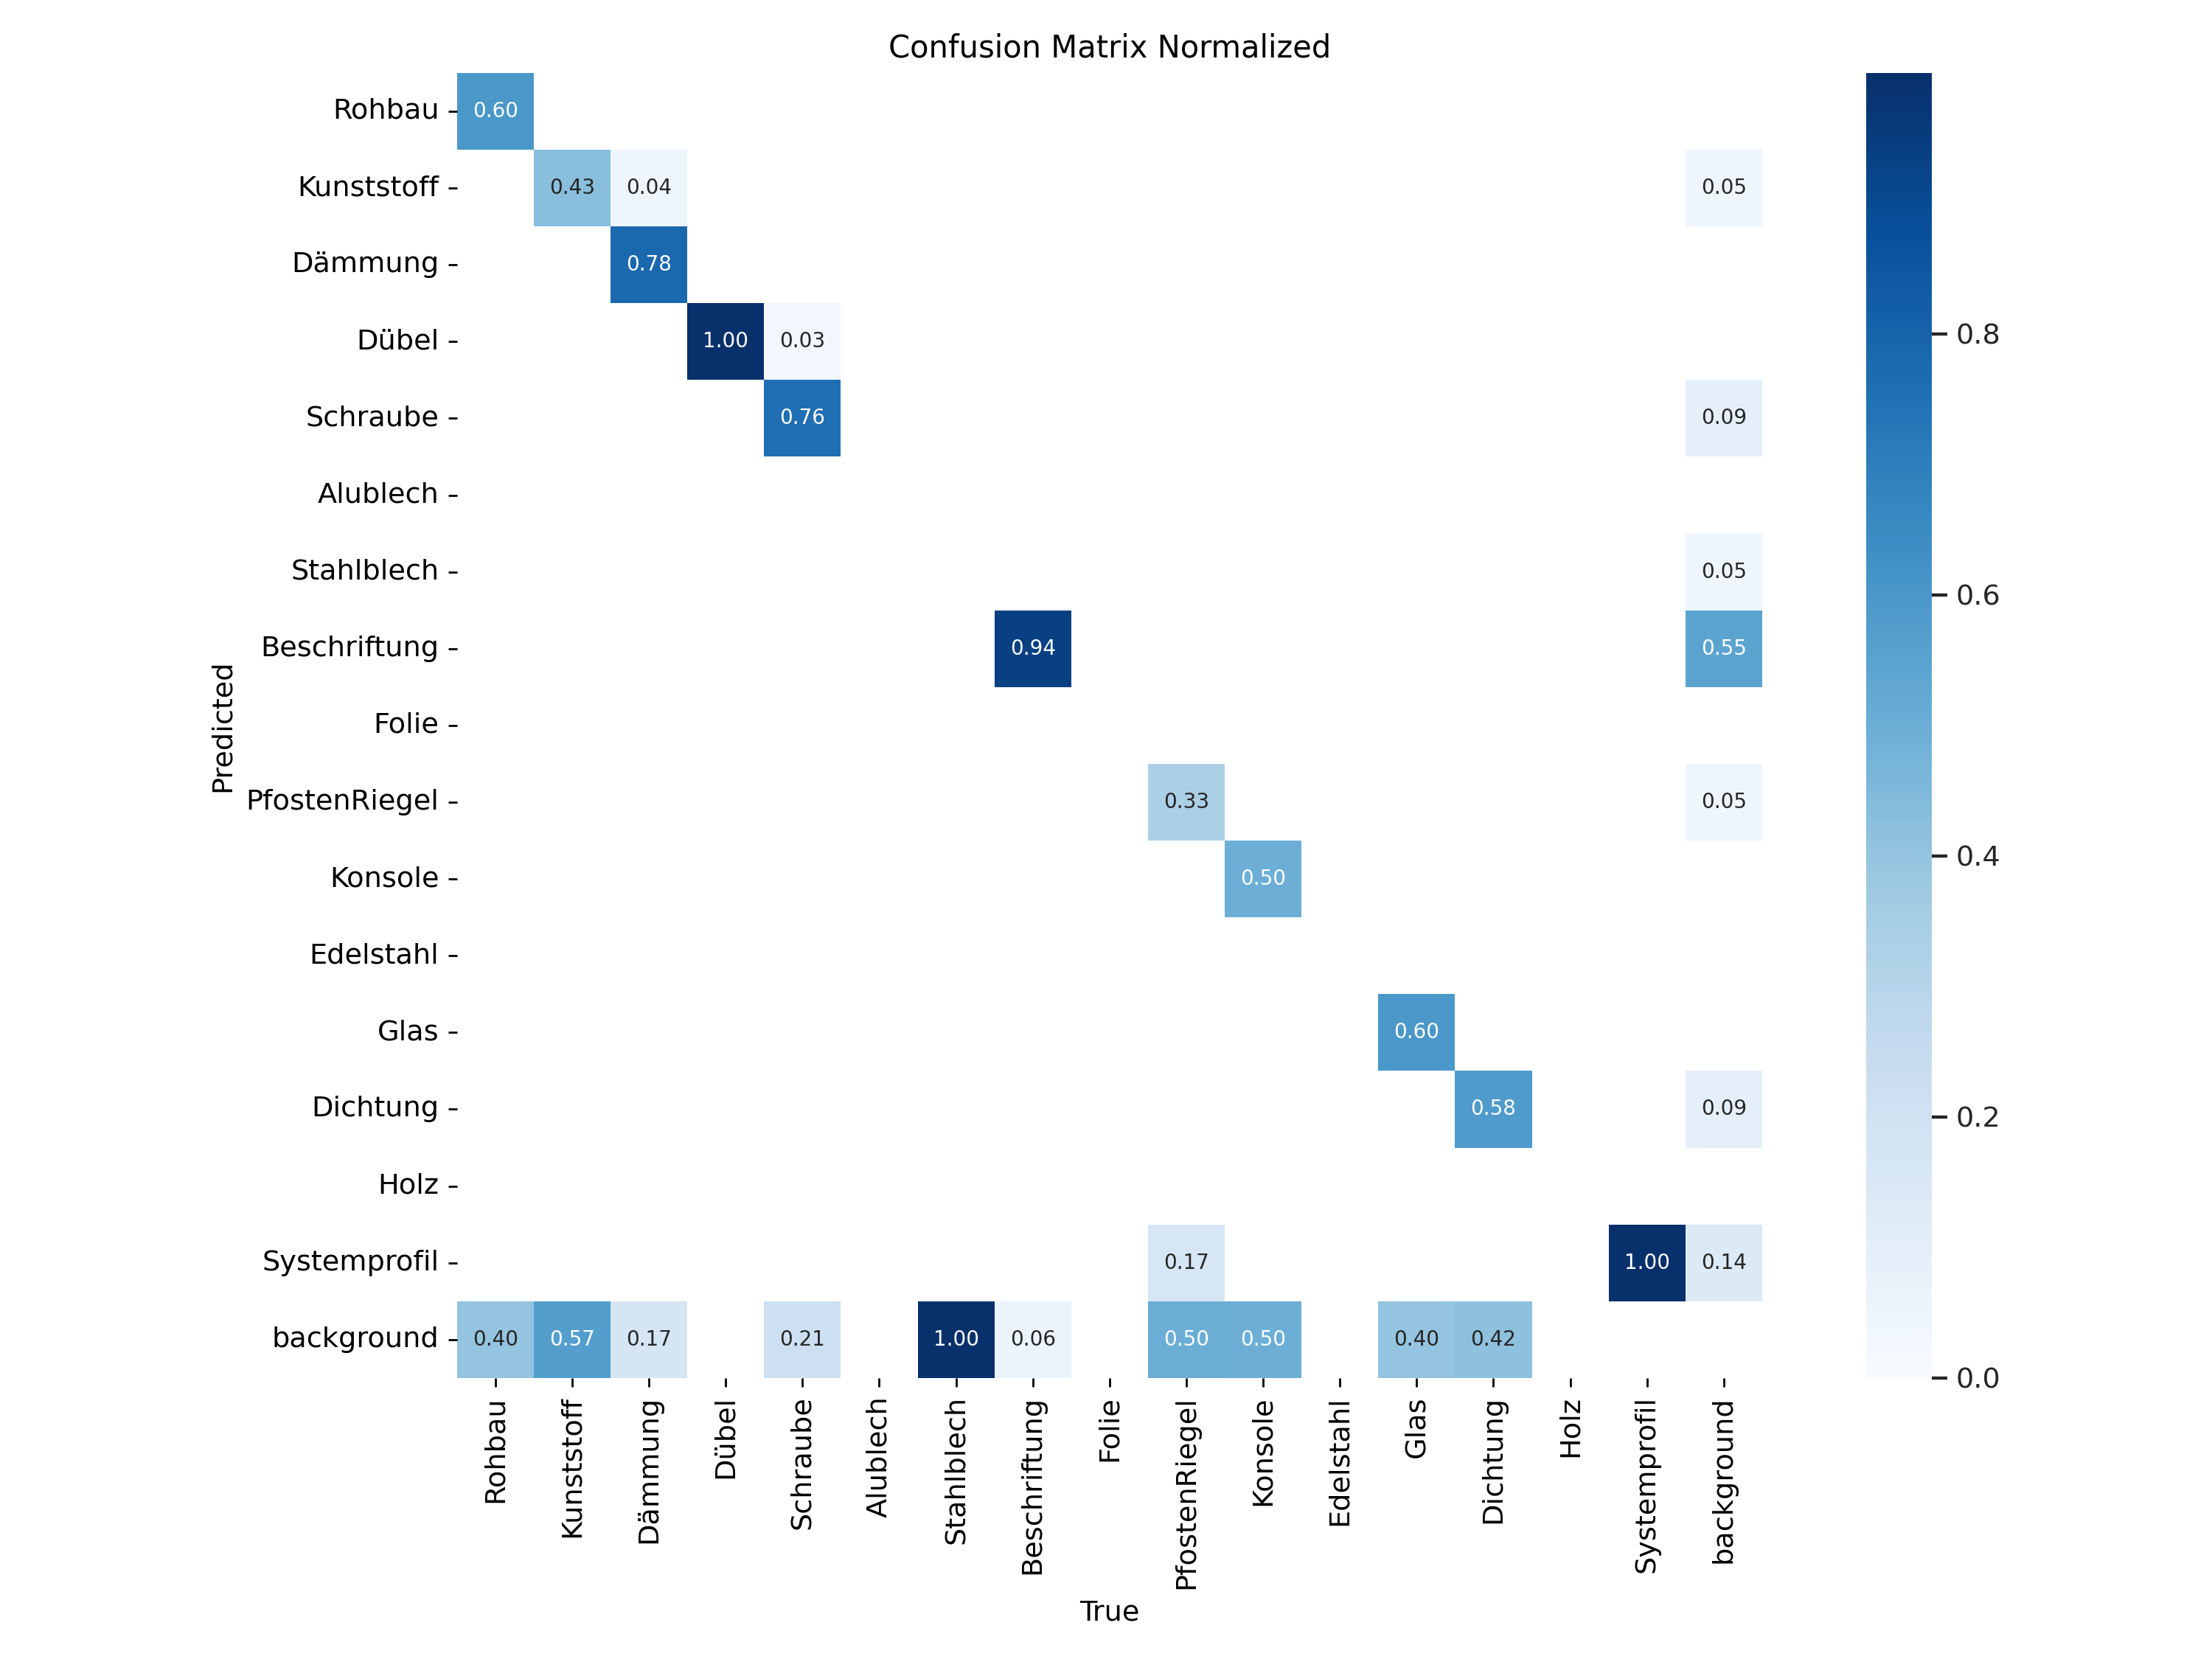 Confusion Matrix Normalized
Predicted
Rohbau 0.60
Kunststoff 0.43 0.04 0.05
Dämmung 0.78
Dübel 1.00 0.03
Schraube 0.76 0.09
Alublech
Stahlblech 0.05
Beschriftung 0.94 0.55
Folie
PfostenRiegel 0.33 0.05
Konsole 0.50
Edelstahl
Glas 0.60
Dichtung 0.58 0.09
Holz
Systemprofil 0.17 1.00 0.14
background 0.40 0.57 0.17 0.21 1.00 0.06 0.50 0.50 0.40 0.42
Rohbau
Kunststoff
Dämmung
Dübel
Schraube
Alublech
Stahlblech
Beschriftung
Folie
PfostenRiegel
Konsole
Edelstahl
Glas
Dichtung
Holz
Systemprofil
background
True
0.8
0.6
0.4
0.2
0.0